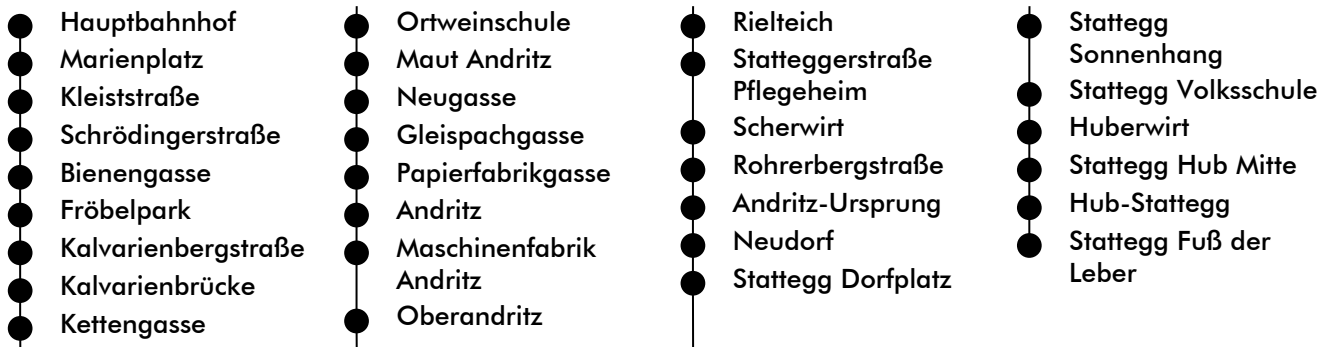 Hauptbahnhof
Marienplatz
Kleiststraße
Schrödingerstraße
Bienengasse
Fröbelpark
Kalvarienbergstraße
Kalvarienbrücke
Kettengasse
Ortweinschule
Maut Andritz
Neugasse
Gleispachgasse
Papierfabrikgasse
Andritz
Maschinenfabrik
Andritz
Oberandritz
Rielteich
Statteggerstraße
Pflegeheim
Scherwirt
Rohrerbergstraße
Andritz-Ursprung
Neudorf
Stattegg Dorfplatz
Stattegg
Sonnenhang
Stattegg Volksschule
Huberwirt
Stattegg Hub Mitte
Hub-Stattegg
Stattegg Fuß der
Leber